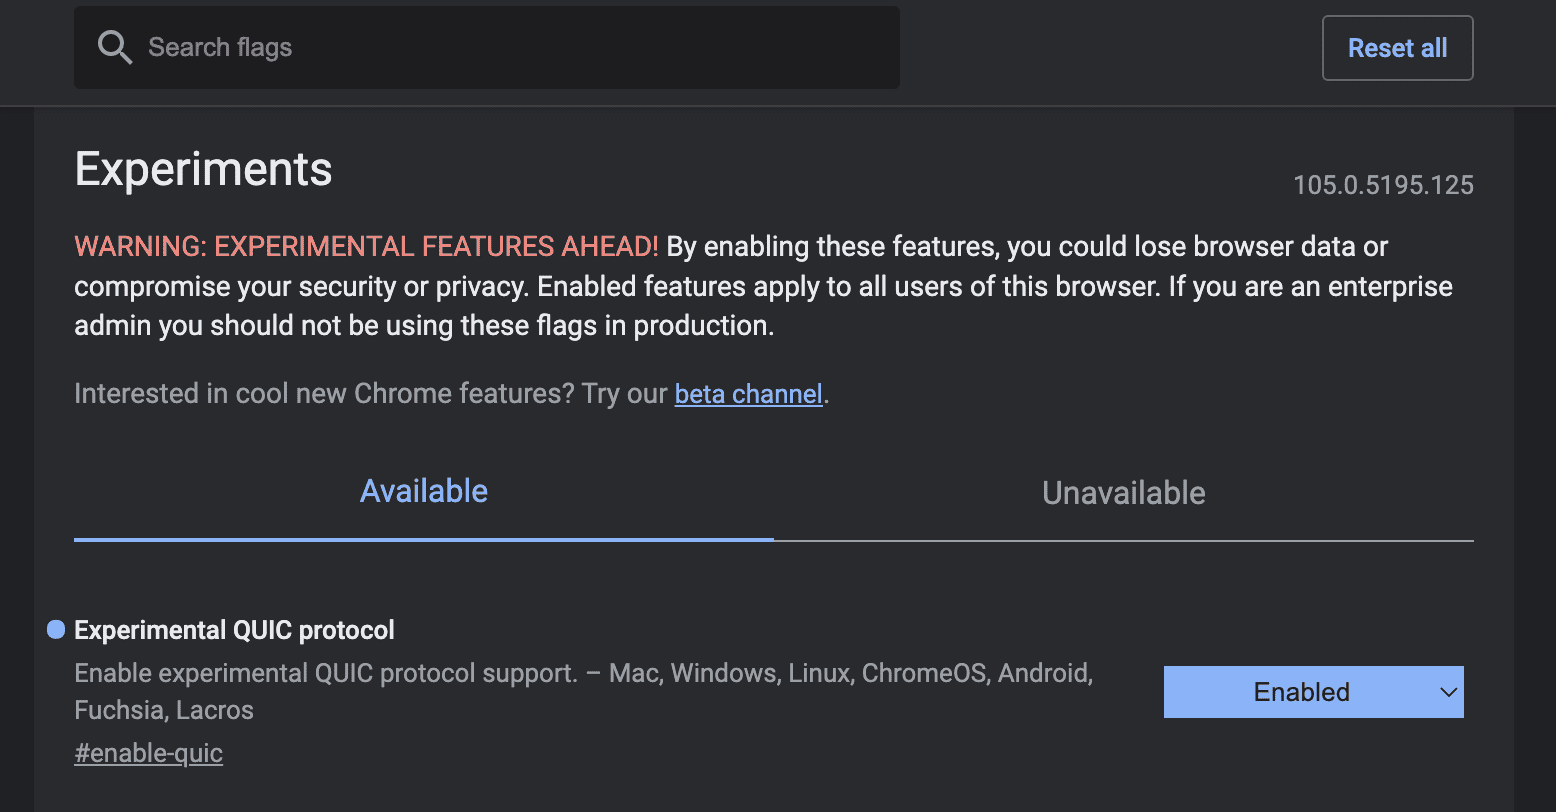 Search flags
Reset all
Experiments
105.0.5195.125
WARNING: EXPERIMENTAL FEATURES AHEAD! By enabling these features, you could lose browser data or
compromise your security or privacy. Enabled features apply to all users of this browser. If you are an enterprise
admin you should not be using these flags in production.
Interested in cool new Chrome features? Try our beta channel.
Available
Unavailable
Experimental QUIC protocol
Enable experimental QUIC protocol support. – Mac, Windows, Linux, ChromeOS, Android,
Fuchsia, Lacros
Enabled
#enable-quic